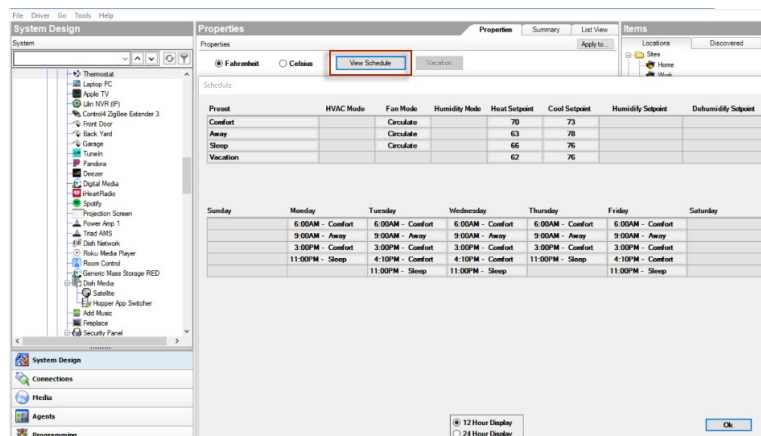 File Driver Go Tools Help
System Design
Properties
Properties Summary List View
Items
System
Properties
Apply to...
Locations Discovered
Fahrenheit Celsius View Schedule Vacation
Sites
Home
Work
Thermostat
Laptop PC
Apple TV
Lilin NVR (IP)
Control4 ZigBee Extender 3
Front Door
Back Yard
Garage
TuneIn
Pandora
Deezer
Digital Media
iHeartRadio
Spotify
Projection Screen
Power Amp 1
Triad AMS
Dish Network
Roku Media Player
Room Control
Generic Mass Storage RED
Dish Media
Satellite
Hopper App Switcher
Add Music
Fireplace
Security Panel
System Design
Connections
Media
Agents
Programming
Schedule
Preset HVAC Mode Fan Mode Humidity Mode Heat Setpoint Cool Setpoint Humidify Setpoint Dehumidify Setpoint
Comfort Circulate 70 73
Away Circulate 63 78
Sleep Circulate 66 76
Vacation 62 76
Sunday Monday Tuesday Wednesday Thursday Friday Saturday
6:00AM - Comfort 6:00AM - Comfort 6:00AM - Comfort 6:00AM - Comfort 6:00AM - Comfort
9:00AM - Away 9:00AM - Away 9:00AM - Away 9:00AM - Away 9:00AM - Away
3:00PM - Comfort 3:00PM - Comfort 3:00PM - Comfort 3:00PM - Comfort 3:00PM - Comfort
11:00PM - Sleep 4:10PM - Comfort 4:10PM - Comfort 11:00PM - Sleep 4:10PM - Comfort
11:00PM - Sleep 11:00PM - Sleep 11:00PM - Sleep
12 Hour Display
24 Hour Display
Ok